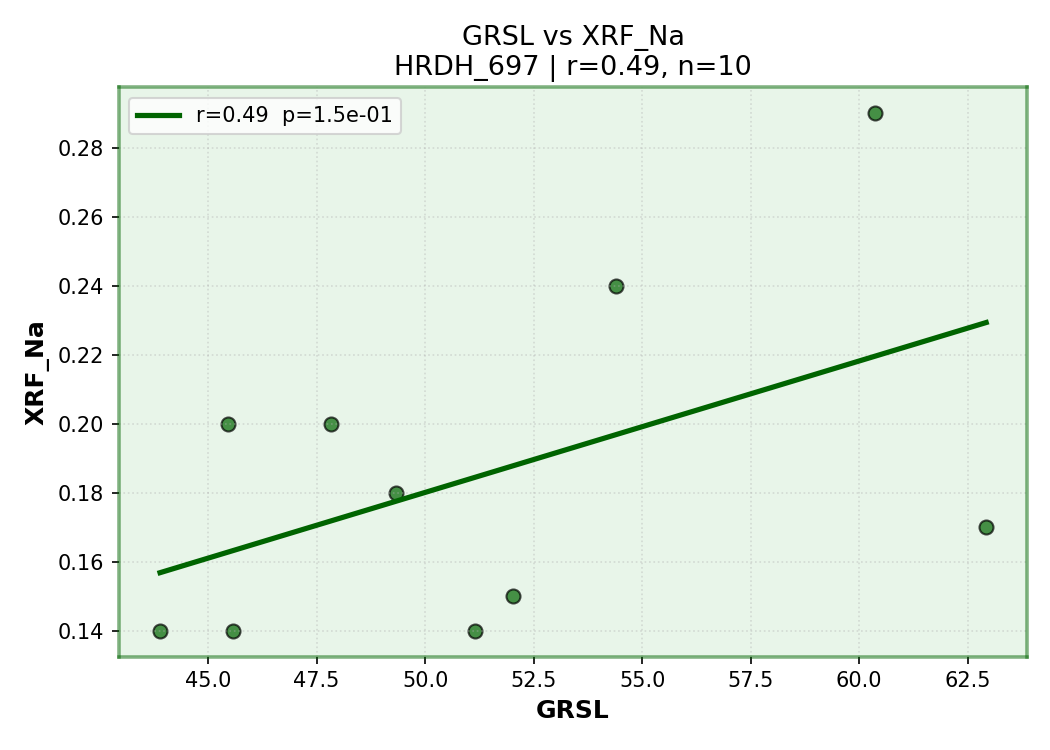 GRSL vs XRF_Na
HRDH_697 | r=0.49, n=10
r=0.49  p=1.5e-01
XRF_Na
0.28
0.26
0.24
0.22
0.20
0.18
0.16
0.14
45.0 47.5 50.0 52.5 55.0 57.5 60.0 62.5
GRSL